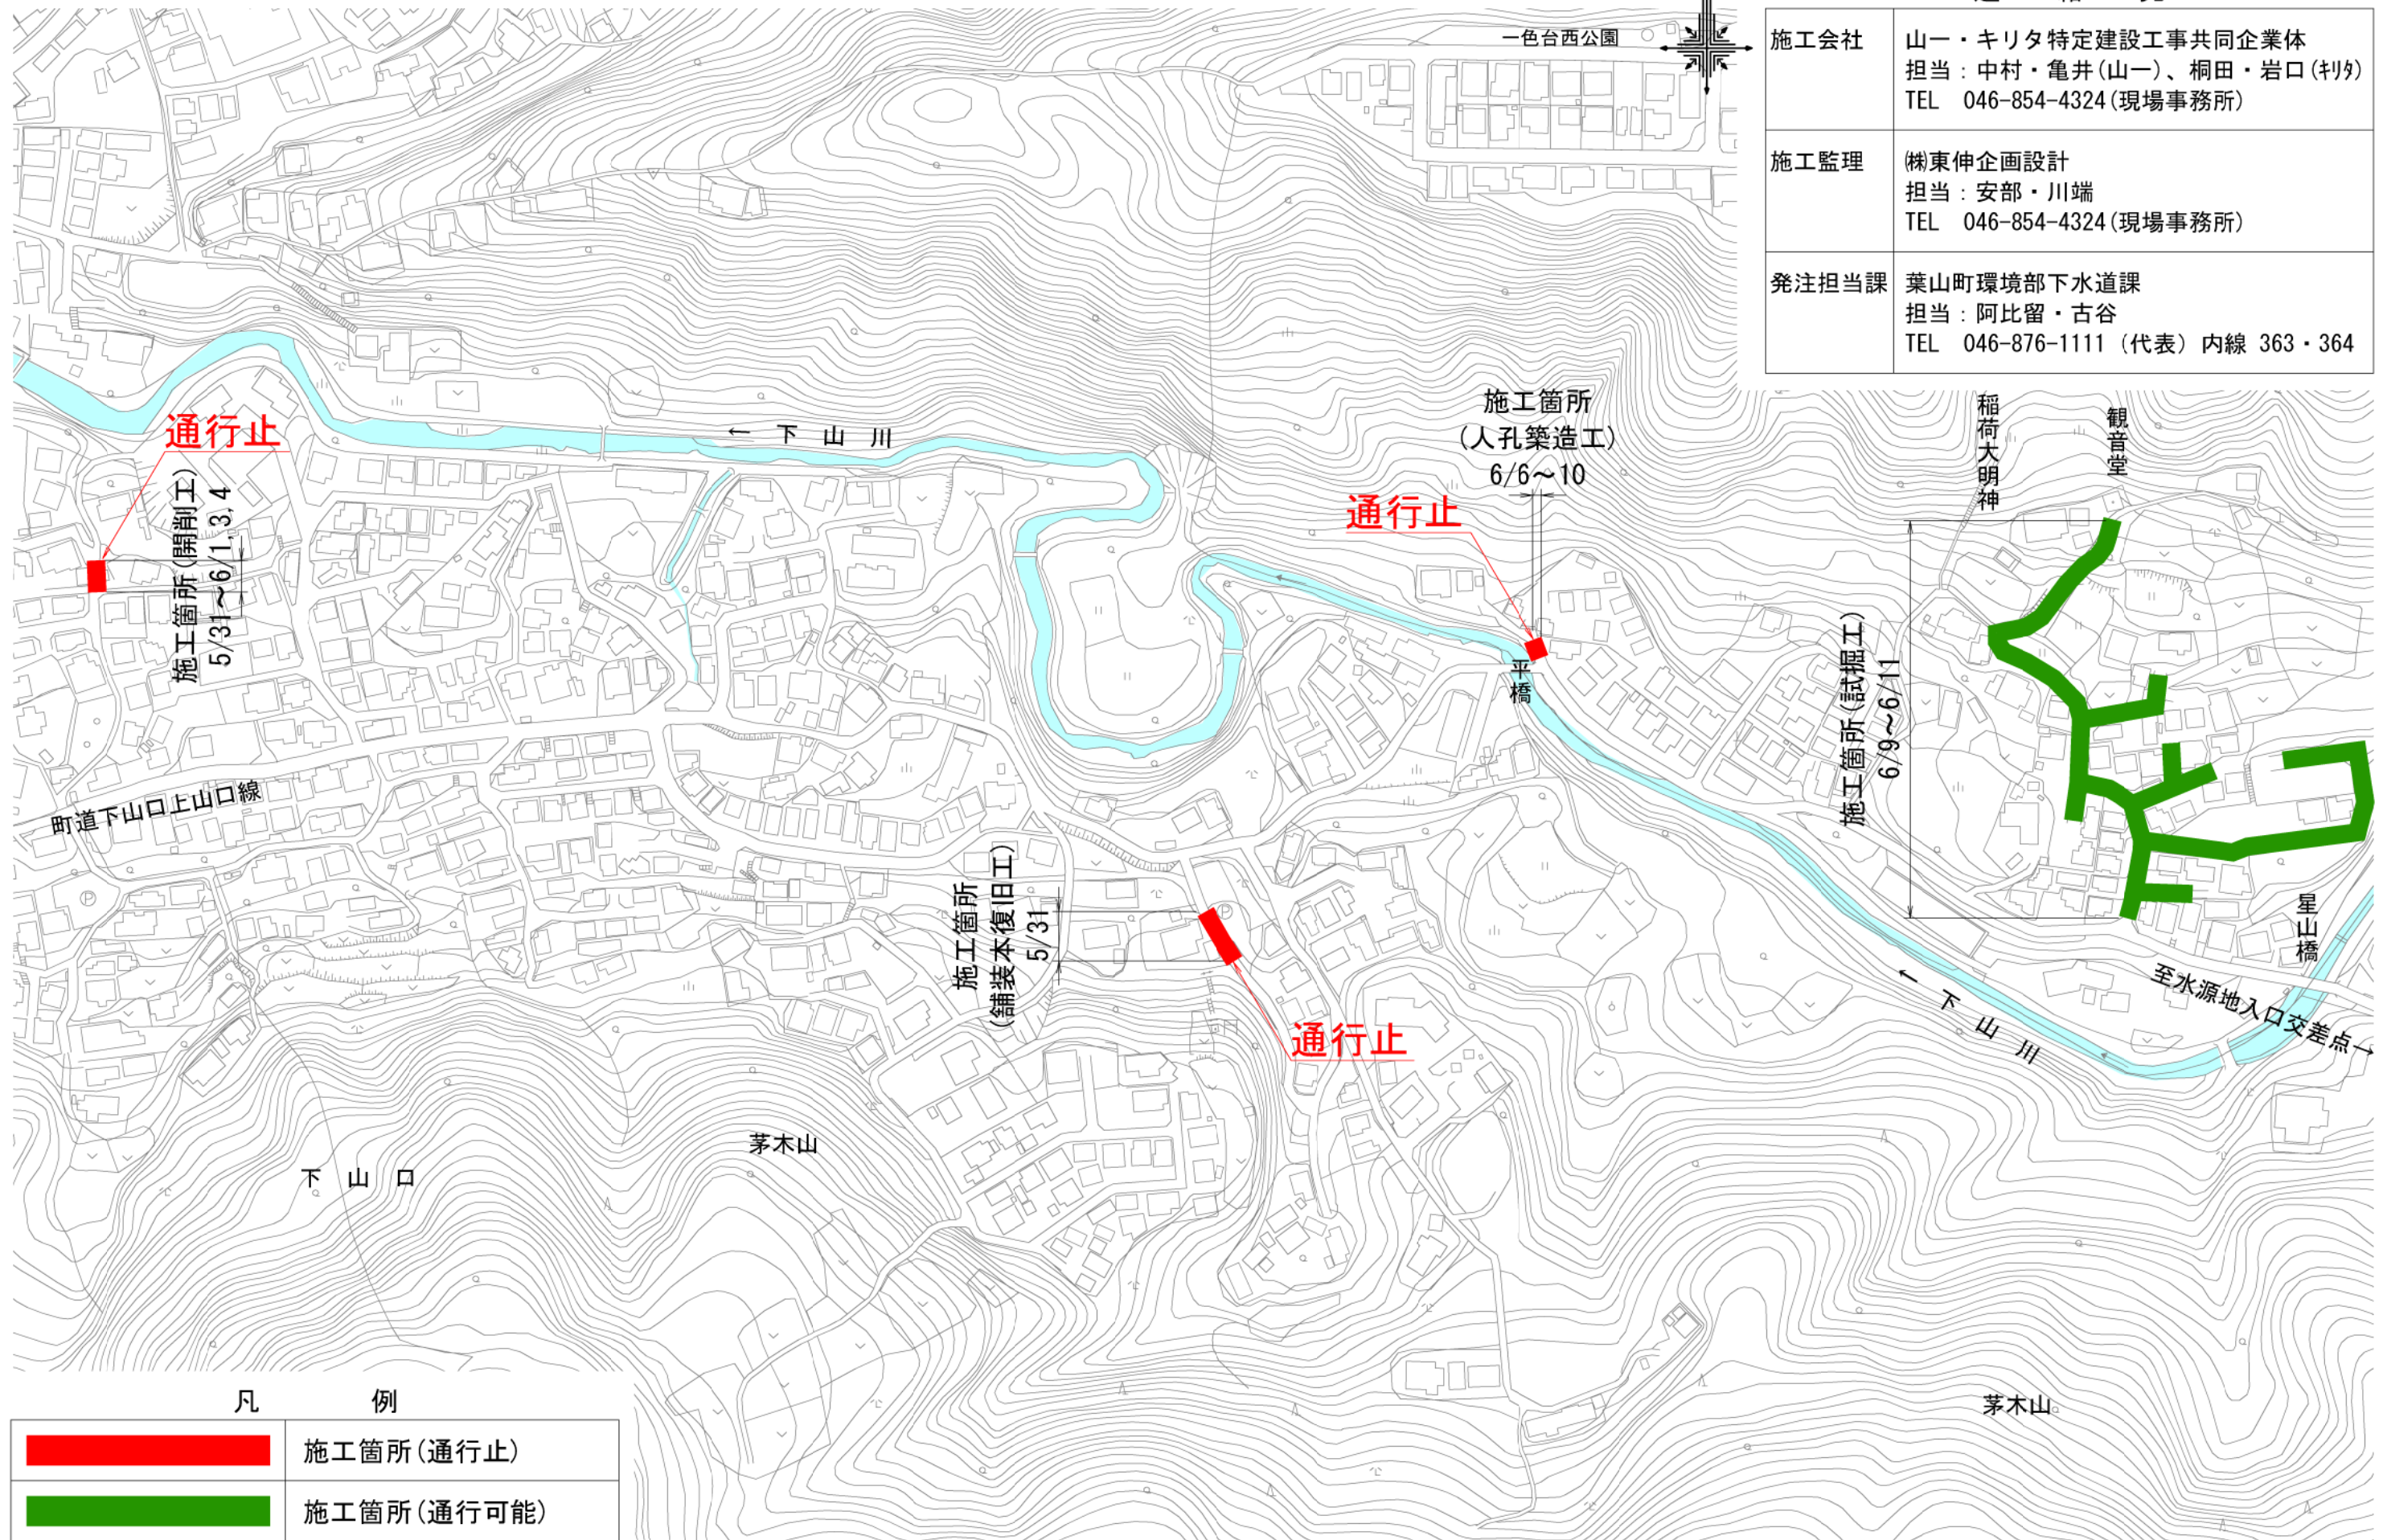 一色台西公園
施工会社
山一・キリタ特定建設工事共同企業体
担当：中村・亀井(山一)、桐田・岩口(ｷﾘﾀ)
TEL　046-854-4324(現場事務所)
施工監理
㈱東伸企画設計
担当：安部・川端
TEL　046-854-4324(現場事務所)
発注担当課
葉山町環境部下水道課
担当：阿比留・古谷
TEL　046-876-1111（代表）内線 363・364
通行止
施工箇所(開削工)
5/31～6/1,3,4
← 下 山 川
施工箇所
(人孔築造工)
6/6～10
通行止
平橋
稲荷大明神
観音堂
施工箇所(試掘工)
6/9～6/11
町道下山口上山口線
Ⓟ
施工箇所
(舗装本復旧工)
5/31
Ⓟ
通行止
星山橋
至水源地入口交差点→
← 下 山 川
茅木山
下 山 口
茅木山
凡　例
施工箇所(通行止)
施工箇所(通行可能)